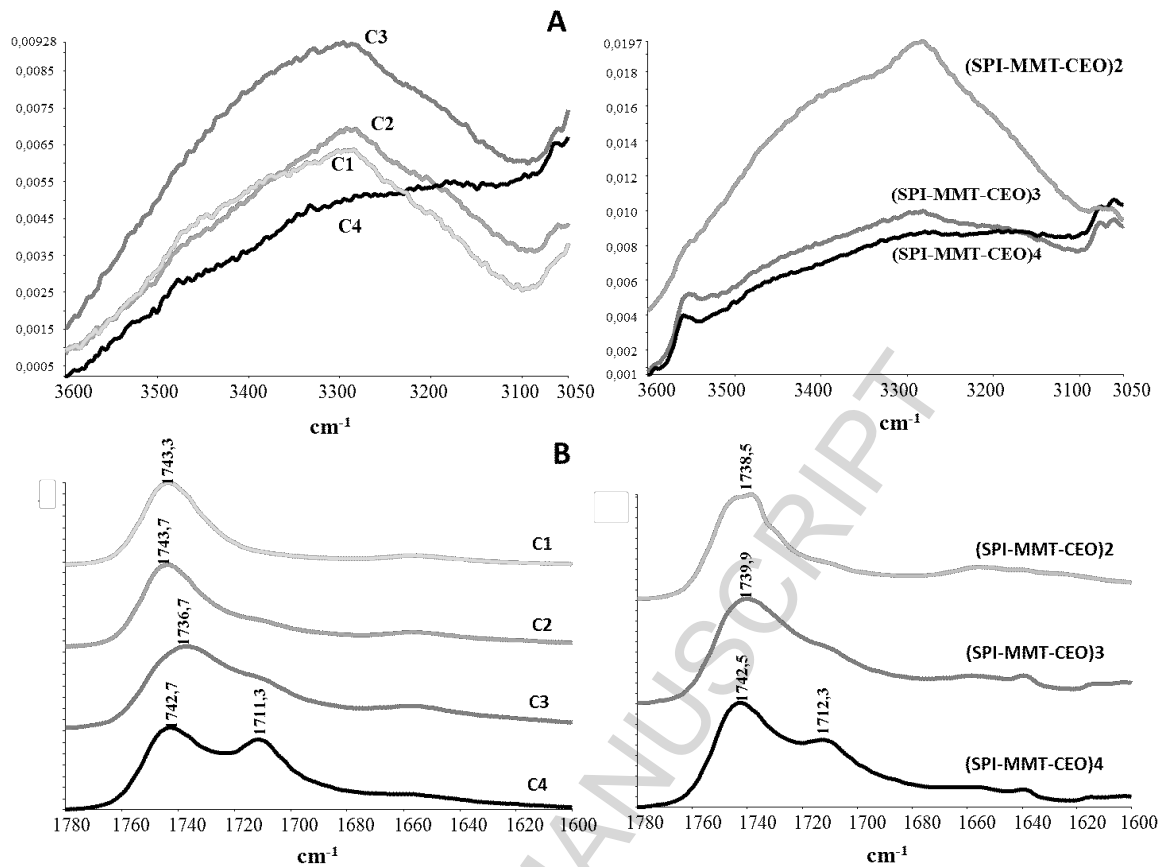 A
0,00928
0,0085
0,0075
0,0065
0,0055
0,0045
0,0035
0,0025
0,0015
0,0005
C3
C2
C1
C4
3600 3500 3400 3300 3200 3100 3050
cm-1
0,0197
0,018
0,016
0,014
0,012
0,010
0,008
0,006
0,004
0,002
0,001
(SPI-MMT-CEO)2
(SPI-MMT-CEO)3
(SPI-MMT-CEO)4
3600 3500 3400 3300 3200 3100 3050
cm-1
B
1743,3
C1
1743,7
C2
1736,7
C3
1742,7
1711,3
C4
1780 1760 1740 1720 1700 1680 1660 1640 1620 1600
cm-1
1738,5
(SPI-MMT-CEO)2
1739,9
(SPI-MMT-CEO)3
1742,5
1712,3
(SPI-MMT-CEO)4
1780 1760 1740 1720 1700 1680 1660 1640 1620 1600
cm-1
MANUSCRIPT